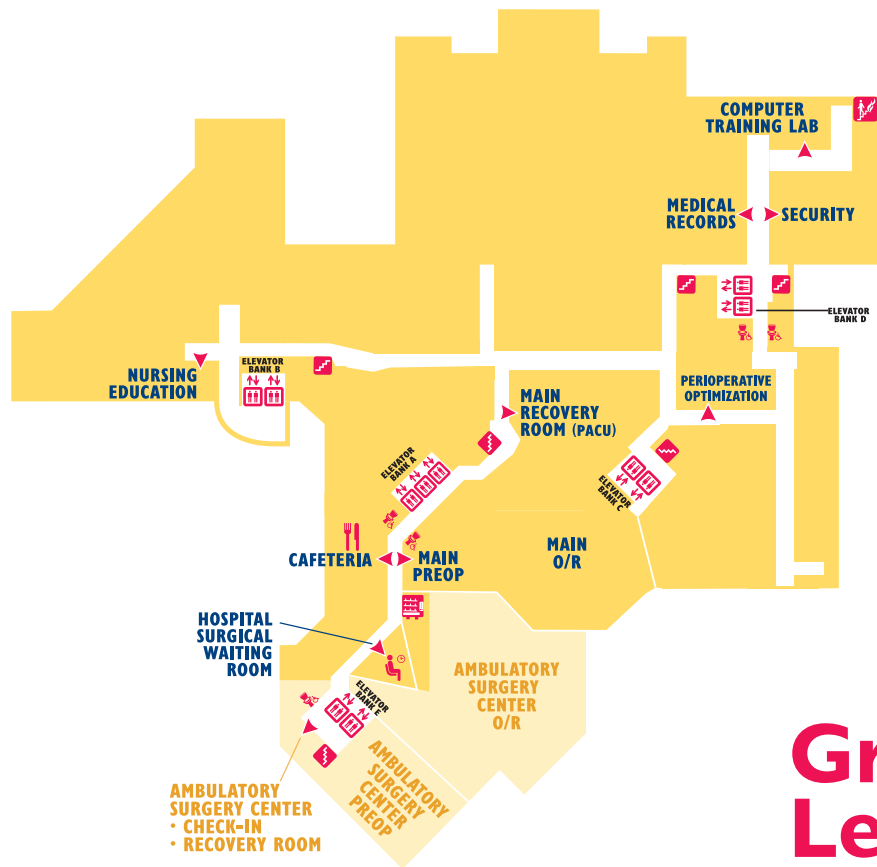 COMPUTER
TRAINING LAB
MEDICAL
RECORDS
SECURITY
ELEVATOR
BANK D
NURSING
EDUCATION
ELEVATOR
BANK B
PERIOPERATIVE
OPTIMIZATION
MAIN
RECOVERY
ROOM (PACU)
ELEVATOR
BANK A
ELEVATOR
BANK C
CAFETERIA
MAIN
PREOP
MAIN
O/R
HOSPITAL
SURGICAL
WAITING
ROOM
AMBULATORY
SURGERY
CENTER
O/R
ELEVATOR
BANK E
AMBULATORY
SURGERY
CENTER
PREOP
AMBULATORY
SURGERY CENTER
• CHECK-IN
• RECOVERY ROOM
Gr
Le